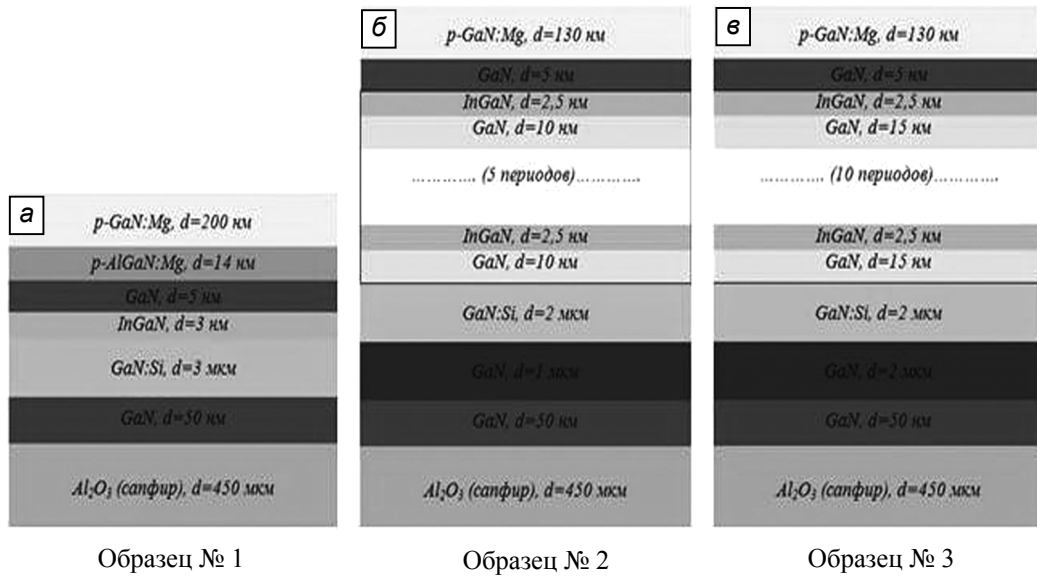 а
p-GaN:Mg, d=200 нм
p-AlGaN:Mg, d=14 нм
GaN, d=5 нм
InGaN, d=3 нм
GaN:Si, d=3 мкм
GaN, d=50 нм
Al₂O₃ (сапфир), d=450 мкм
Образец № 1
б
p-GaN:Mg, d=130 нм
GaN, d=5 нм
InGaN, d=2,5 нм
GaN, d=10 нм
…………. (5 периодов)………….
InGaN, d=2,5 нм
GaN, d=10 нм
GaN:Si, d=2 мкм
GaN, d=1 мкм
GaN, d=50 нм
Al₂O₃ (сапфир), d=450 мкм
Образец № 2
в
p-GaN:Mg, d=130 нм
GaN, d=5 нм
InGaN, d=2,5 нм
GaN, d=15 нм
…………. (10 периодов)………….
InGaN, d=2,5 нм
GaN, d=15 нм
GaN:Si, d=2 мкм
GaN, d=2 мкм
GaN, d=50 нм
Al₂O₃ (сапфир), d=450 мкм
Образец № 3